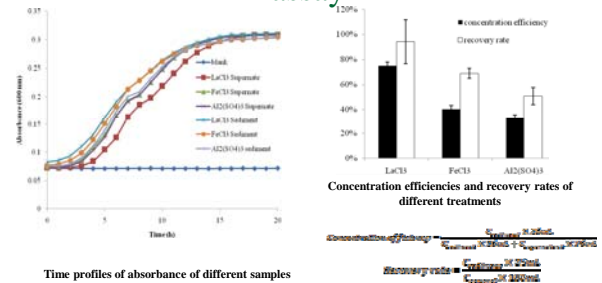 Absorbance (600nm)
0.35
0.3
0.25
0.2
0.15
0.1
0.05
0
0
5
10
15
20
Time(h)
blank
LaCl3 Supernate
FeCl3 Supernate
Al2(SO4)3 Supernate
LaCl3 Sediment
FeCl3 Sediment
Al2(SO4)3 sediment
Time profiles of absorbance of different samples
120%
100%
80%
60%
40%
20%
0%
concentration efficiency
recovery rate
LaCl3
FeCl3
Al2(SO4)3
Concentration efficiencies and recovery rates of
different treatments
Concentration efficiency =
Recovery rate =